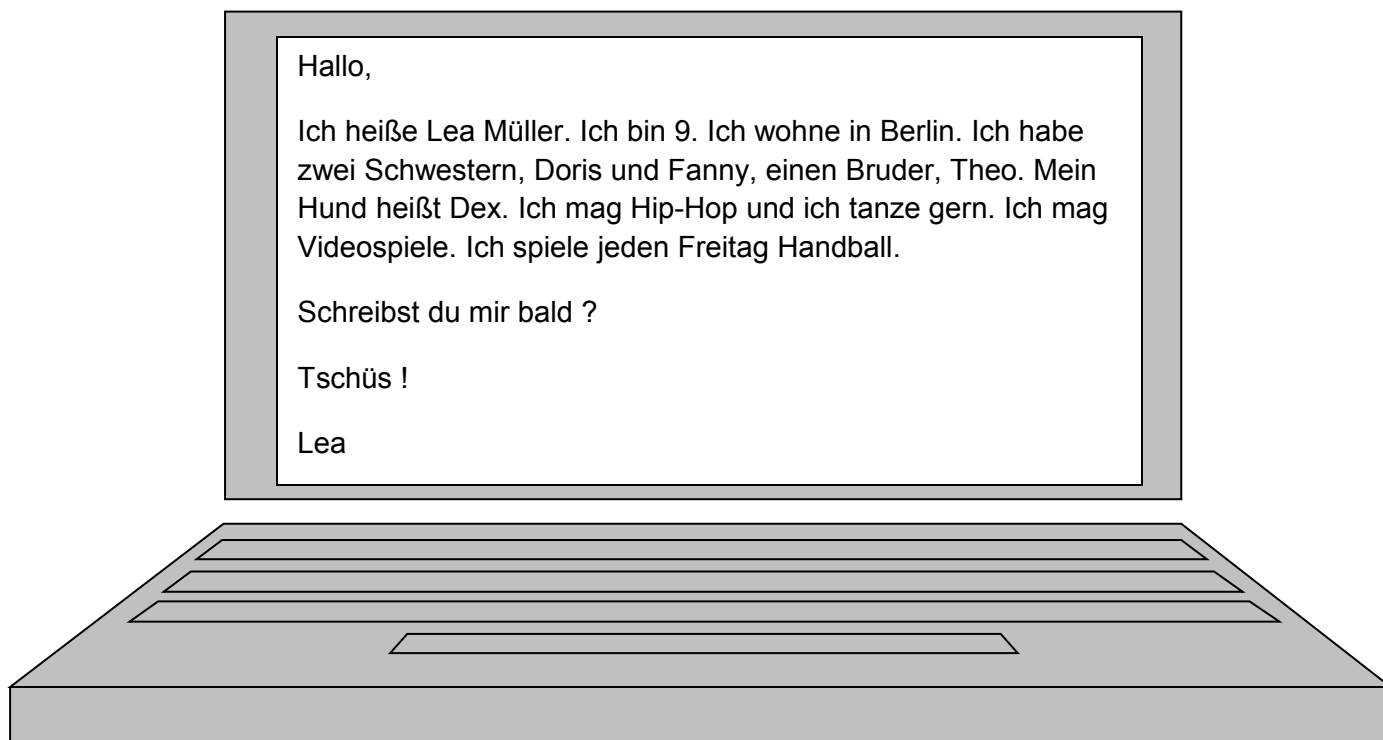 Hallo,
Ich heiße Lea Müller. Ich bin 9. Ich wohne in Berlin. Ich habe
zwei Schwestern, Doris und Fanny, einen Bruder, Theo. Mein
Hund heißt Dex. Ich mag Hip-Hop und ich tanze gern. Ich mag
Videospiele. Ich spiele jeden Freitag Handball.
Schreibst du mir bald ?
Tschüs !
Lea